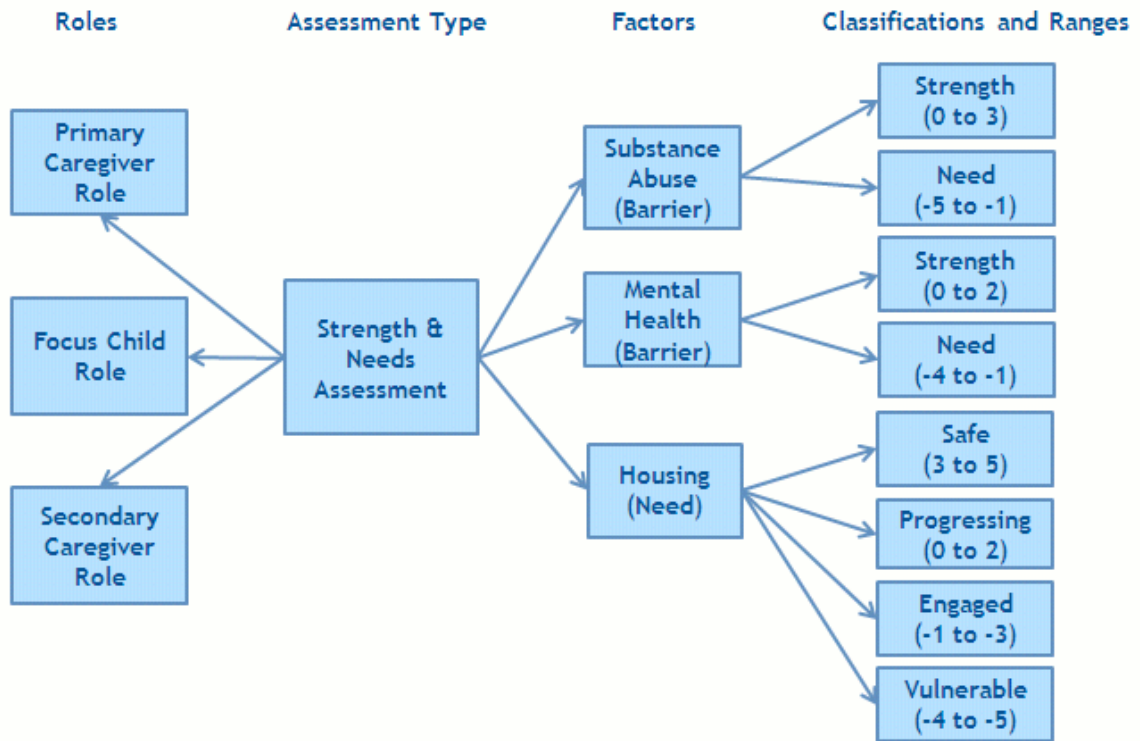 Roles
Assessment Type
Factors
Classifications and Ranges
Primary
Caregiver
Role
Focus Child
Role
Secondary
Caregiver
Role
Strength &
Needs
Assessment
Substance
Abuse
(Barrier)
Mental
Health
(Barrier)
Housing
(Need)
Strength
(0 to 3)
Need
(-5 to -1)
Strength
(0 to 2)
Need
(-4 to -1)
Safe
(3 to 5)
Progressing
(0 to 2)
Engaged
(-1 to -3)
Vulnerable
(-4 to -5)